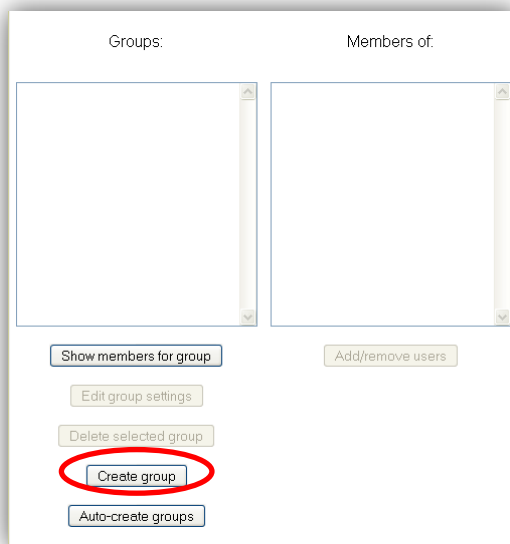 Groups:
Members of:
Show members for group
Add/remove users
Edit group settings
Delete selected group
Create group
Auto-create groups